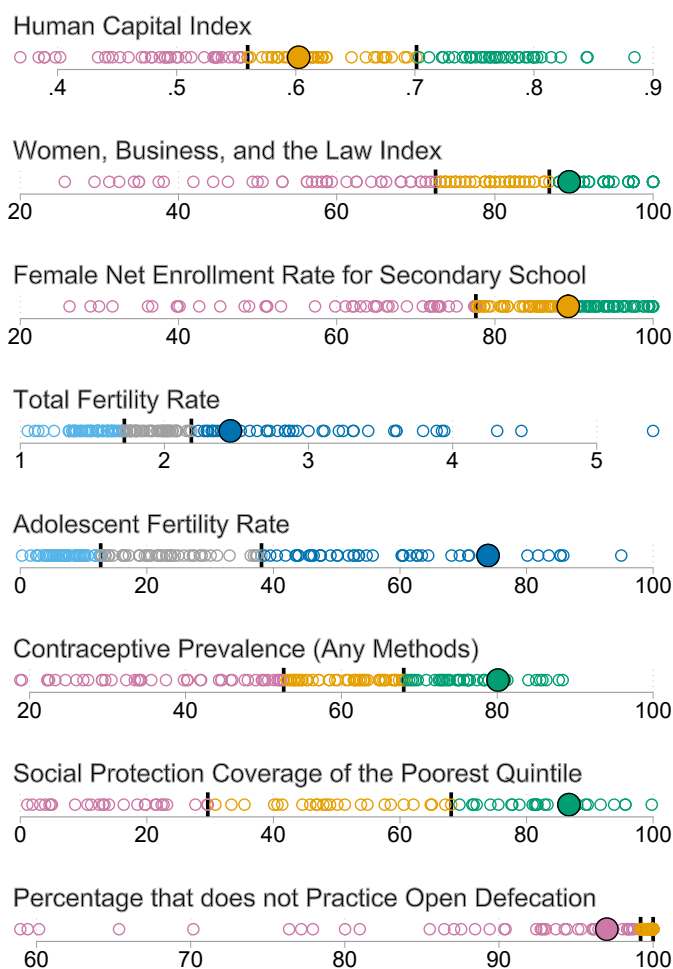 Human Capital Index
.4 .5 .6 .7 .8 .9
Women, Business, and the Law Index
20 40 60 80 100
Female Net Enrollment Rate for Secondary School
20 40 60 80 100
Total Fertility Rate
1 2 3 4 5
Adolescent Fertility Rate
0 20 40 60 80 100
Contraceptive Prevalence (Any Methods)
20 40 60 80 100
Social Protection Coverage of the Poorest Quintile
0 20 40 60 80 100
Percentage that does not Practice Open Defecation
60 70 80 90 100